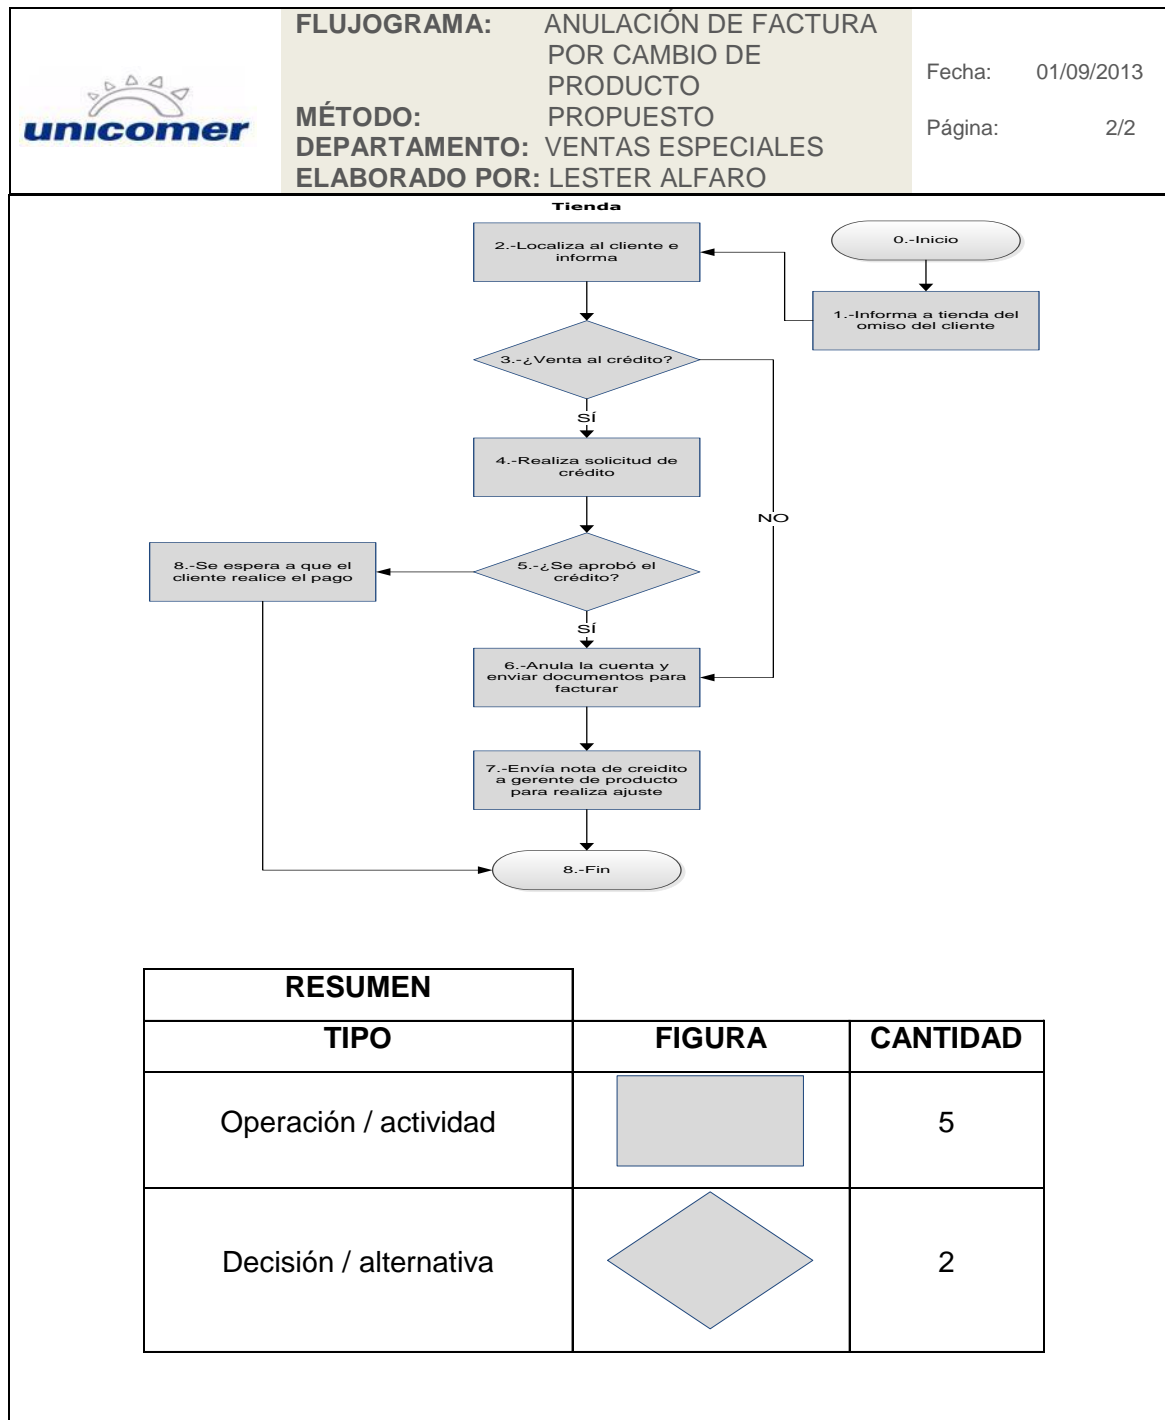 unicomer
FLUJOGRAMA: ANULACIÓN DE FACTURA
POR CAMBIO DE
PRODUCTO
MÉTODO: PROPUESTO
DEPARTAMENTO: VENTAS ESPECIALES
ELABORADO POR: LESTER ALFARO
Fecha: 01/09/2013
Página: 2/2
Tienda
0.-Inicio
1.-Informa a tienda del
omiso del cliente
2.-Localiza al cliente e
informa
3.-¿Venta al crédito?
SÍ
NO
4.-Realiza solicitud de
crédito
5.-¿Se aprobó el
crédito?
8.-Se espera a que el
cliente realice el pago
SÍ
6.-Anula la cuenta y
enviar documentos para
facturar
7.-Envía nota de creidito
a gerente de producto
para realiza ajuste
8.-Fin
RESUMEN
TIPO FIGURA CANTIDAD
Operación / actividad 5
Decisión / alternativa 2